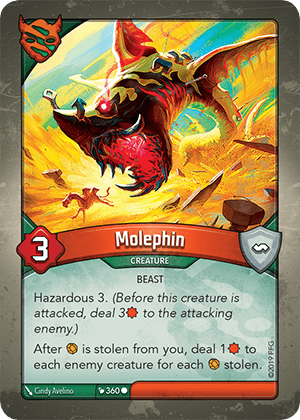 Molephin
3
CREATURE
BEAST
Hazardous 3. (Before this creature is
attacked, deal 3 to the attacking
enemy.)
After is stolen from you, deal 1 to
each enemy creature for each stolen.
©2019 FFG
Cindy Avelino
360